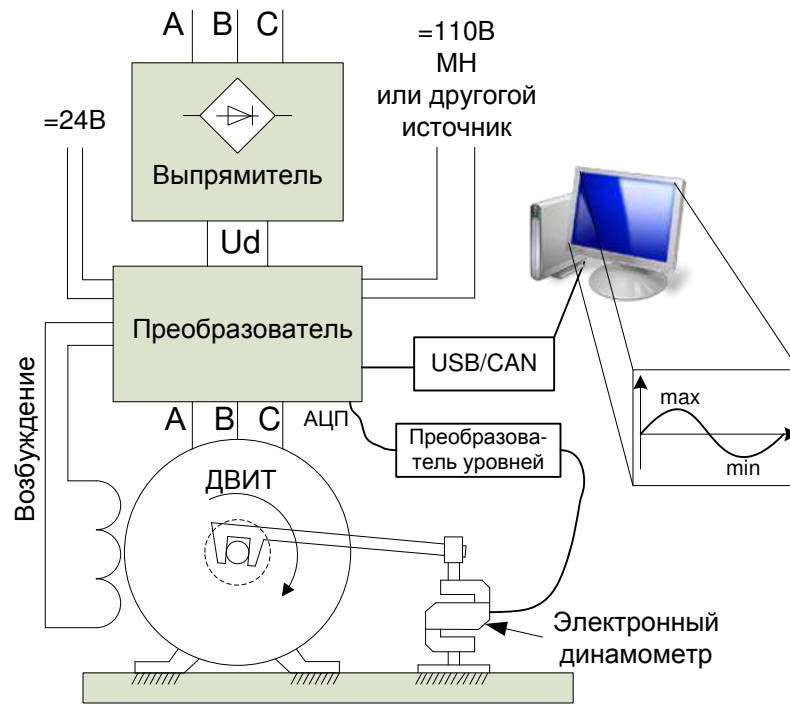 A B C
=110В
МН
или другогой
источник
=24В
Выпрямитель
Ud
Преобразователь
USB/CAN
Возбуждение
A B C
АЦП
Преобразова-
тель уровней
max
min
ДВИТ
Электронный
динамометр